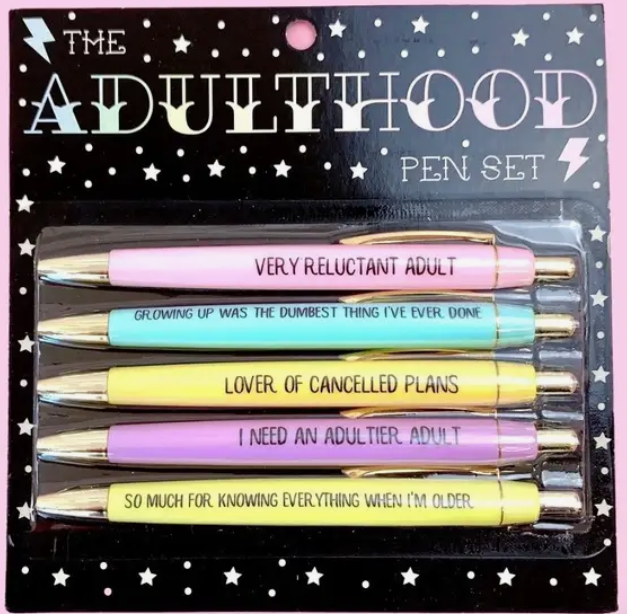 THE
ADULTHOOD
PEN SET
VERY RELUCTANT ADULT
GROWING UP WAS THE DUMBEST THING I'VE EVER DONE
LOVER OF CANCELLED PLANS
I NEED AN ADULTIER ADULT
SO MUCH FOR KNOWING EVERYTHING WHEN I'M OLDER